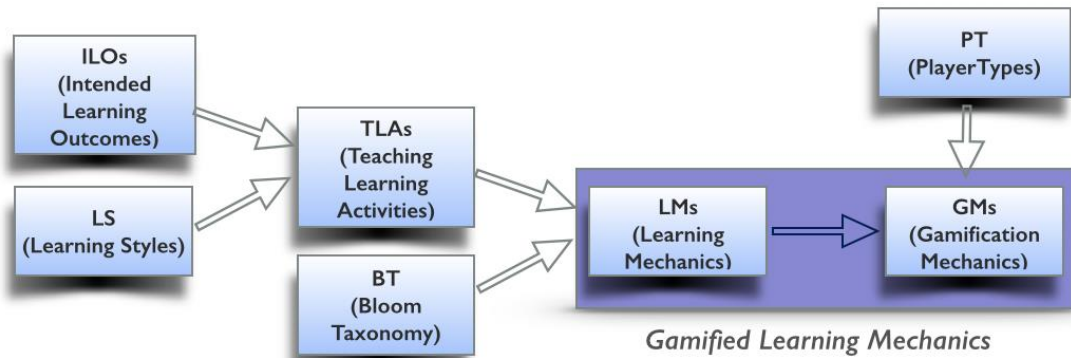 ILOs
(Intended
Learning
Outcomes)
LS
(Learning Styles)
TLAs
(Teaching
Learning
Activities)
BT
(Bloom
Taxonomy)
LMs
(Learning
Mechanics)
PT
(PlayerTypes)
GMs
(Gamification
Mechanics)
Gamified Learning Mechanics